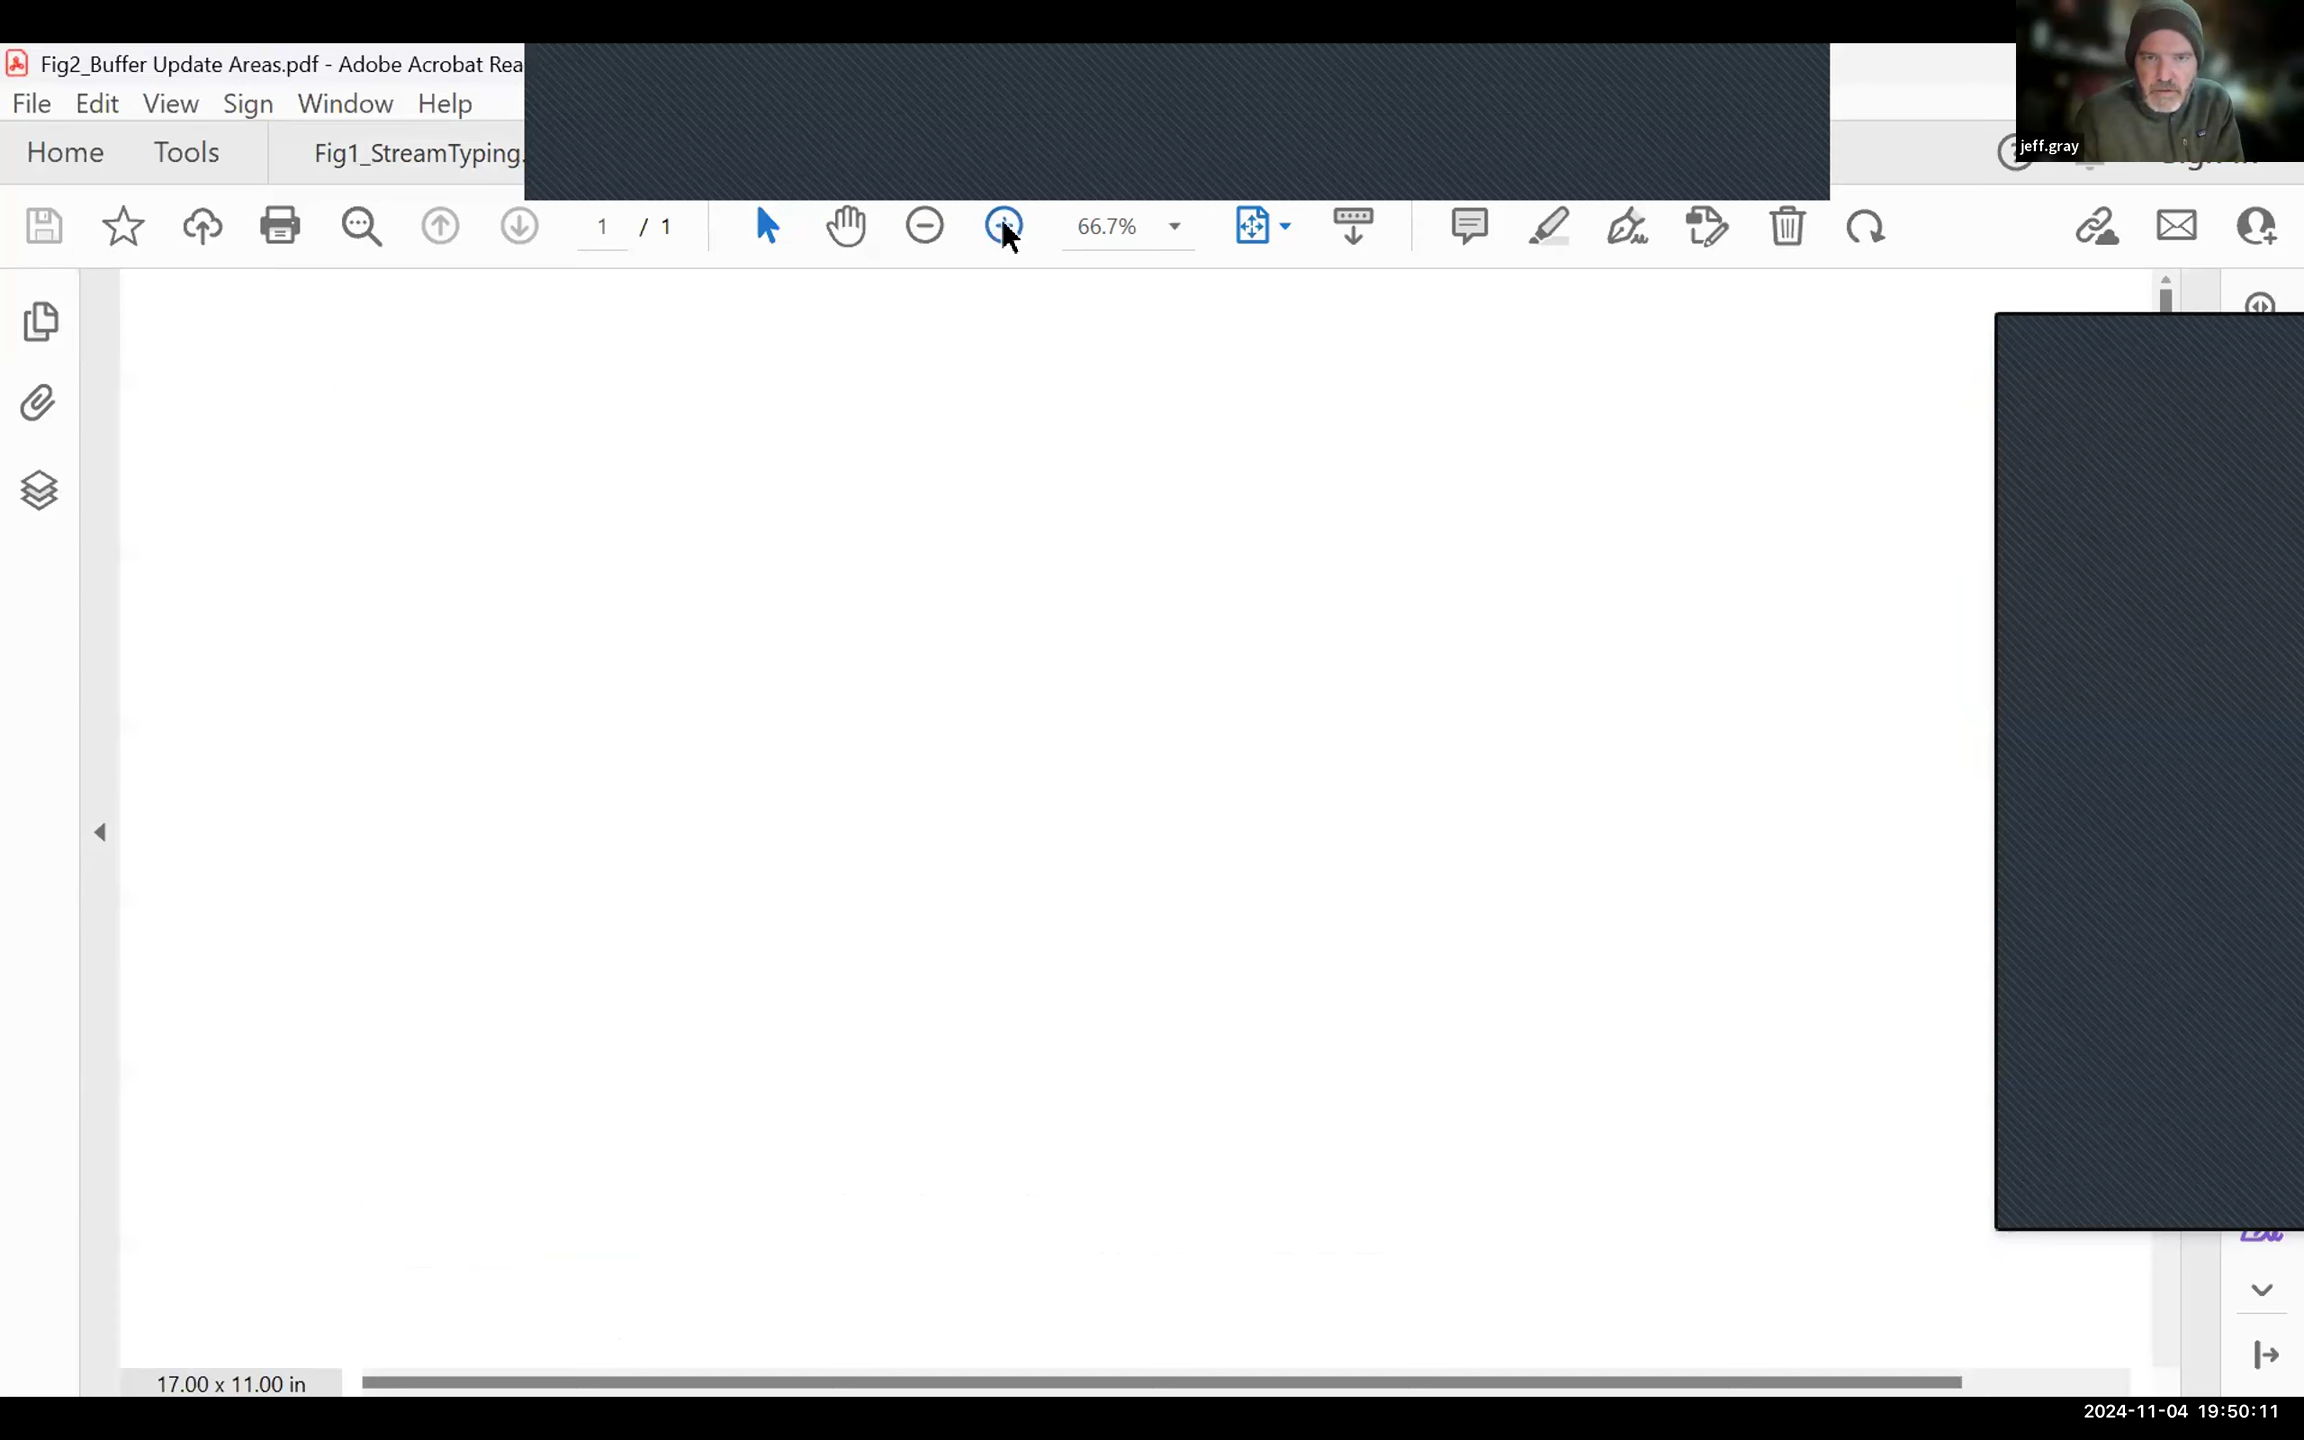 Fig2_Buffer Update Areas.pdf - Adobe Acrobat Rea
File Edit View Sign Window Help
jeff.gray
Home Tools Fig1_StreamTyping.
1 / 1 66.7%
17.00 x 11.00 in
2024-11-04 19:50:11